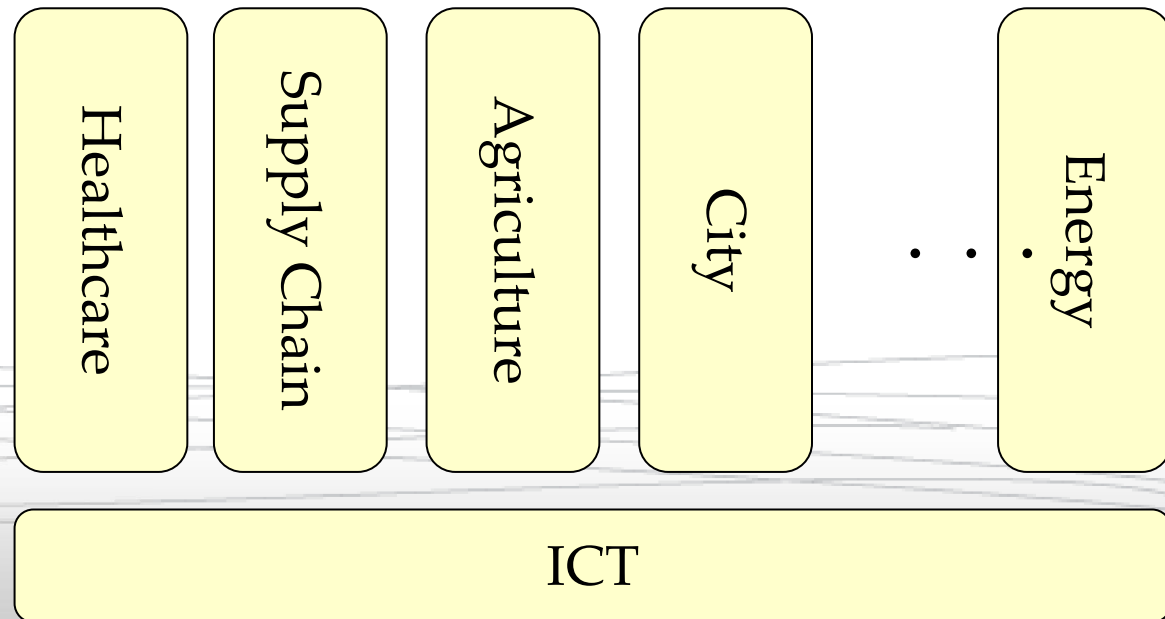 Healthcare
Supply Chain
Agriculture
City
. . .
Energy
ICT